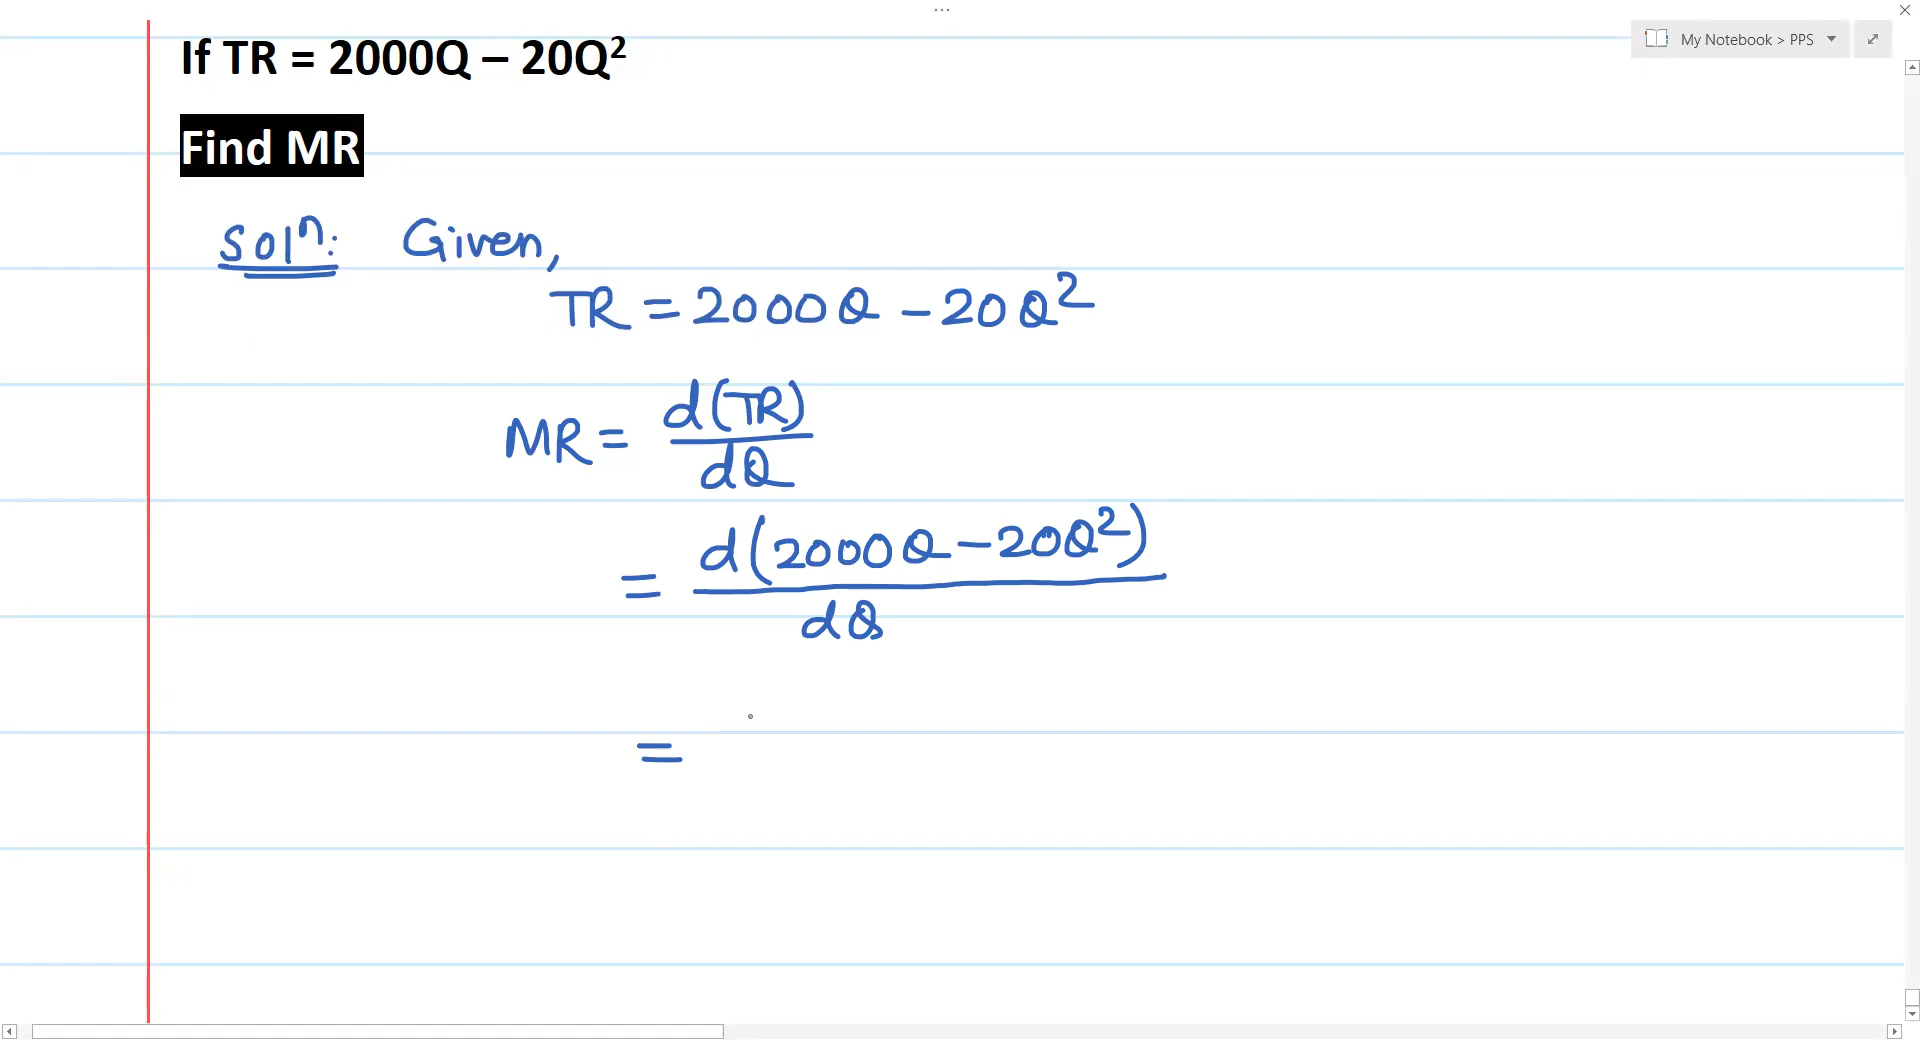 My Notebook > PPS
If TR = 2000Q – 20Q²
Find MR
Solⁿ: Given,
TR = 2000Q – 20Q²
MR = d(TR)/dQ
= d(2000Q – 20Q²)/dQ
=